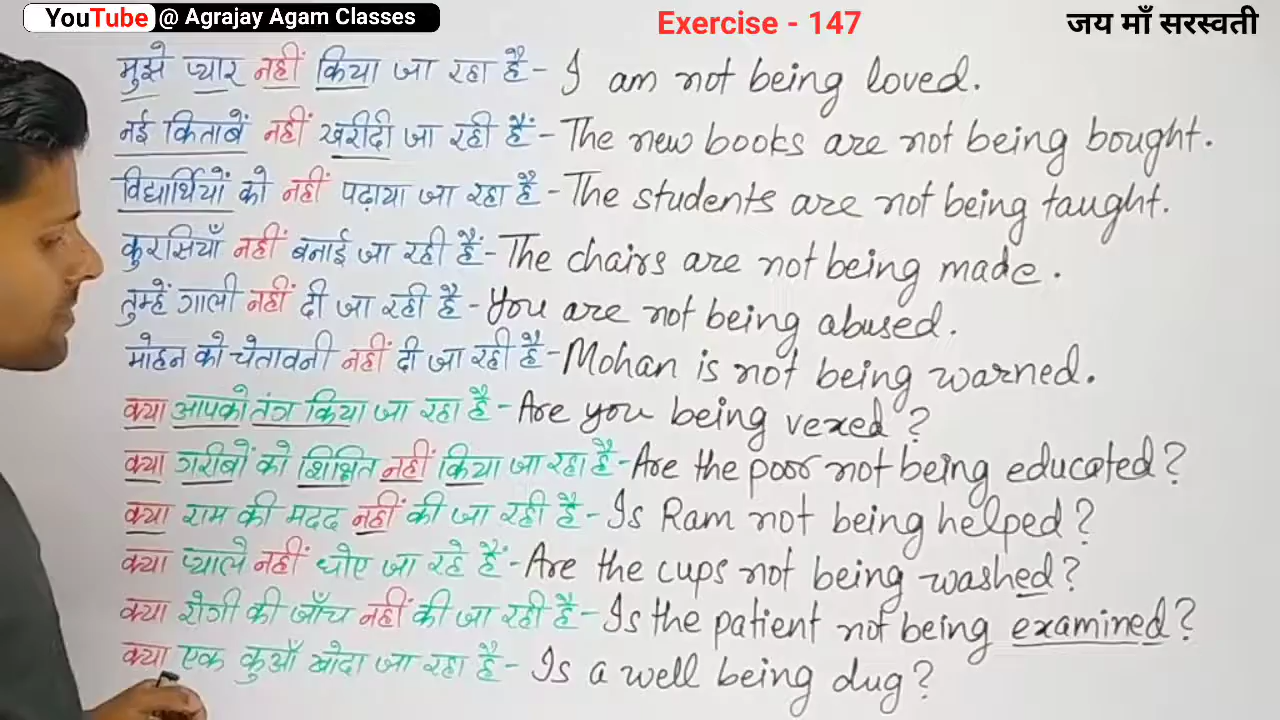 YouTube @ Agrajay Agam Classes
Exercise - 147
जय माँ सरस्वती
मुझे प्यार नहीं किया जा रहा है - I am not being loved.
नई किताबें नहीं खरीदी जा रही हैं - The new books are not being bought.
विद्यार्थियों को नहीं पढ़ाया जा रहा है - The students are not being taught.
कुरसियाँ नहीं बनाई जा रही हैं - The chairs are not being made.
तुम्हें गाली नहीं दी जा रही है - You are not being abused.
मोहन को चेतावनी नहीं दी जा रही है - Mohan is not being warned.
क्या आपको तंग किया जा रहा है - Are you being vexed?
क्या गरीबों को शिक्षित नहीं किया जा रहा है - Are the poor not being educated?
क्या राम की मदद नहीं की जा रही है - Is Ram not being helped?
क्या प्याले नहीं धोए जा रहे हैं - Are the cups not being washed?
क्या रोगी की जाँच नहीं की जा रही है - Is the patient not being examined?
क्या एक कुआँ खोदा जा रहा है - Is a well being dug?